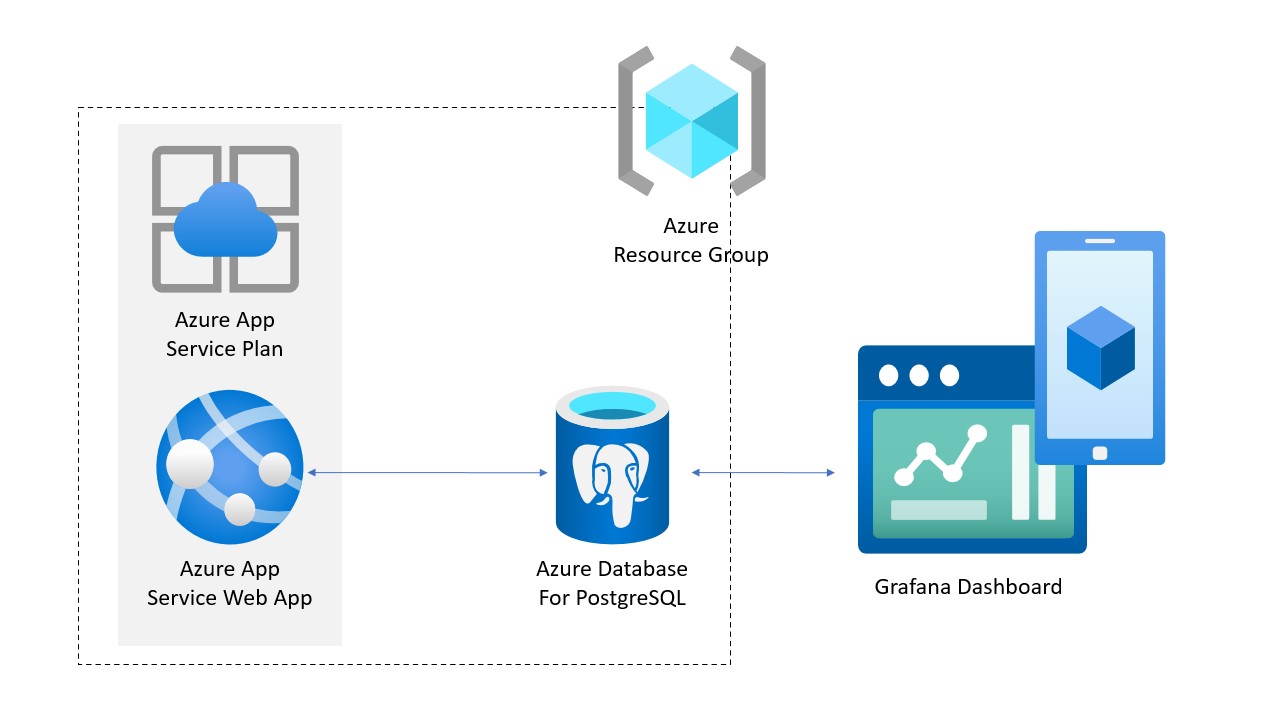 Azure
Resource Group
Azure App
Service Plan
Azure App
Service Web App
Azure Database
For PostgreSQL
Grafana Dashboard